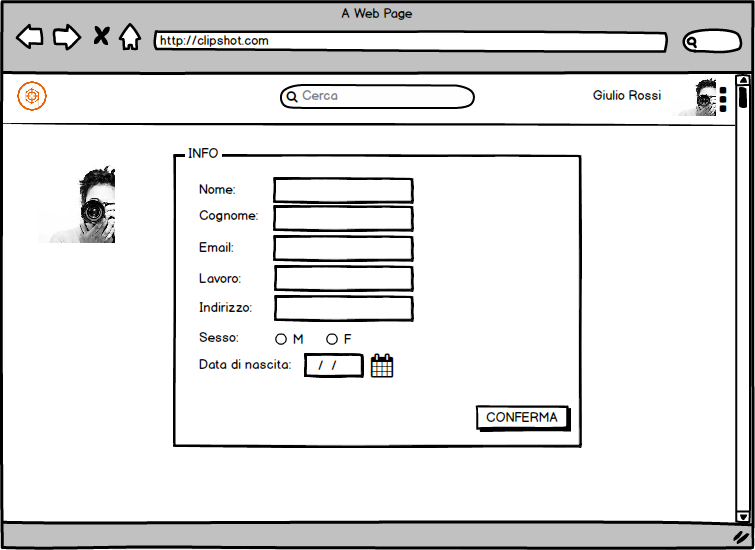 A Web Page
http://clipshot.com
Cerca
Giulio Rossi
INFO
Nome:
Cognome:
Email:
Lavoro:
Indirizzo:
Sesso: M F
Data di nascita: / /
CONFERMA